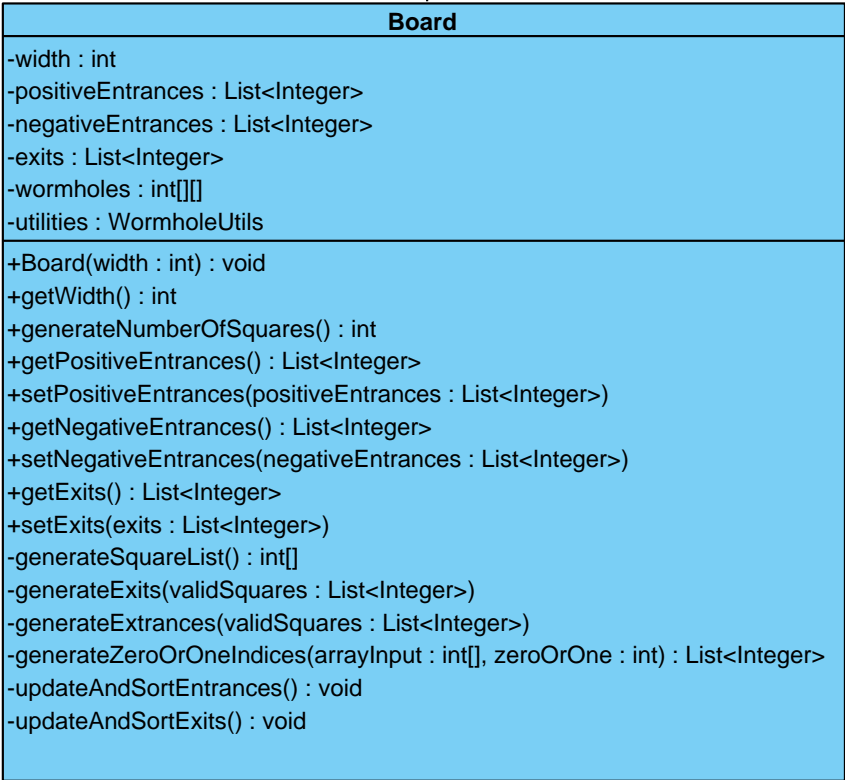 Board
-width : int
-positiveEntrances : List<Integer>
-negativeEntrances : List<Integer>
-exits : List<Integer>
-wormholes : int[][]
-utilities : WormholeUtils
+Board(width : int) : void
+getWidth() : int
+generateNumberOfSquares() : int
+getPositiveEntrances() : List<Integer>
+setPositiveEntrances(positiveEntrances : List<Integer>)
+getNegativeEntrances() : List<Integer>
+setNegativeEntrances(negativeEntrances : List<Integer>)
+getExits() : List<Integer>
+setExits(exits : List<Integer>)
-generateSquareList() : int[]
-generateExits(validSquares : List<Integer>)
-generateExtrances(validSquares : List<Integer>)
-generateZeroOrOneIndices(arrayInput : int[], zeroOrOne : int) : List<Integer>
-updateAndSortEntrances() : void
-updateAndSortExits() : void